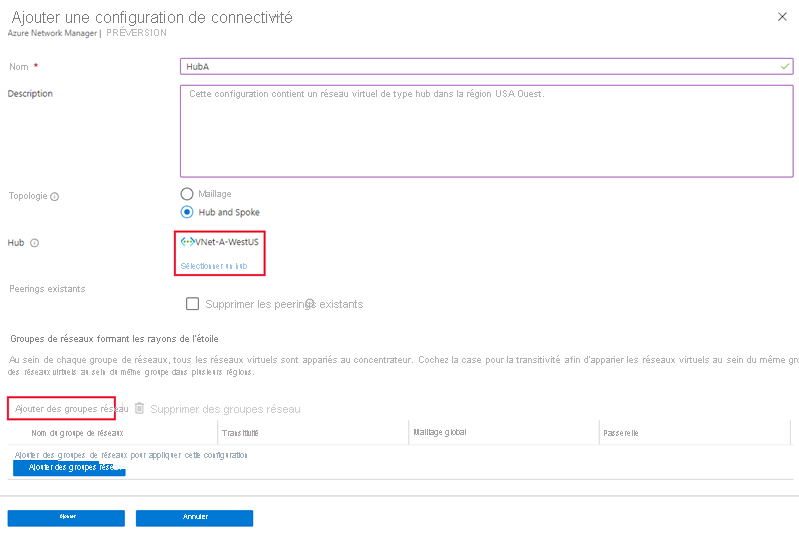 Ajouter une configuration de connectivité
Azure Network Manager | PRÉVERSION
Nom *
HubA
Description
Cette configuration contient un réseau virtuel de type hub dans la région USA Ouest.
Topologie
Maillage
Hub and Spoke
Hub
VNet-A-WestUS
Sélectionner un hub
Peerings existants
Supprimer les peerings existants
Groupes de réseaux formant les rayons de l'étoile
Au sein de chaque groupe de réseaux, tous les réseaux virtuels sont appariés au concentrateur. Cochez la case pour la transitivité afin d'apparier les réseaux virtuels au sein du même gro
des réseaux virtuels au sein du même groupe dans plusieurs régions.
Ajouter des groupes réseau
Supprimer des groupes réseau
Nom du groupe de réseaux
Transitivité
Maillage global
Passerelle
Ajouter des groupes de réseaux pour appliquer cette configuration
Ajouter des groupes réseau
Ajouter
Annuler